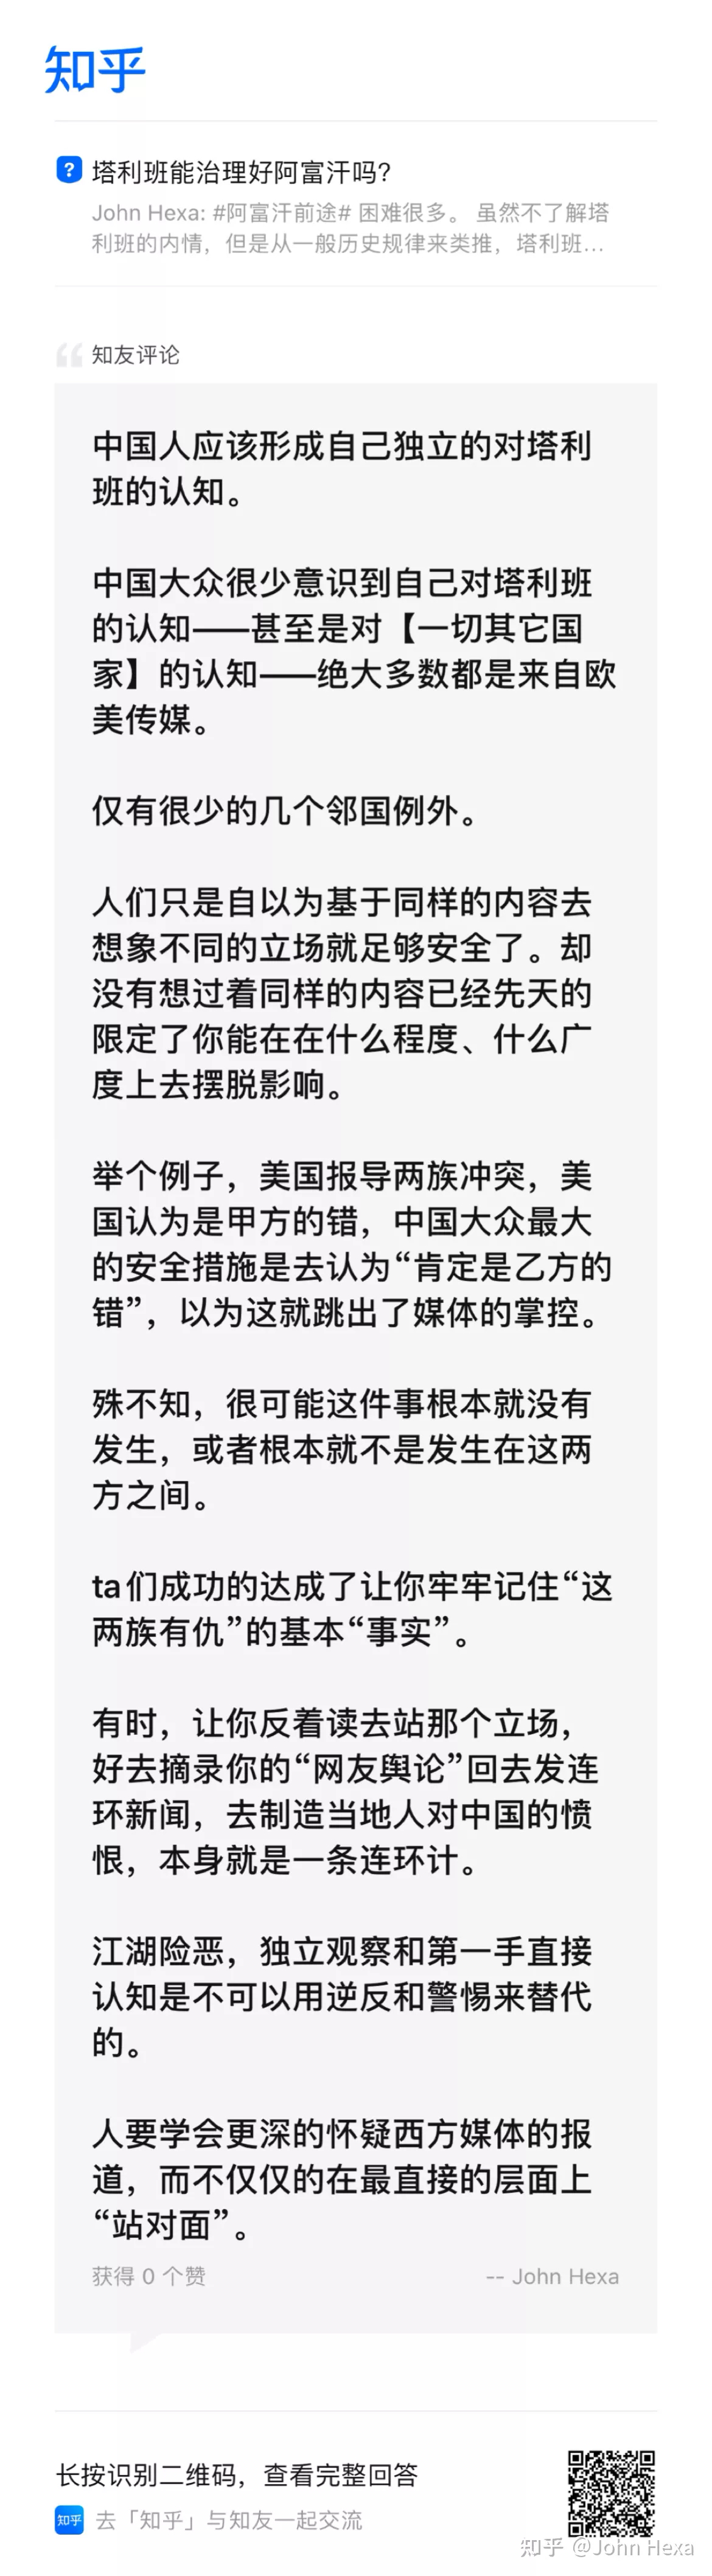 知乎
塔利班能治理好阿富汗吗?
John Hexa: #阿富汗前途# 困难很多。 虽然不了解塔
利班的内情，但是从一般历史规律来类推，塔利班...
知友评论
中国人应该形成自己独立的对塔利
班的认知。
中国大众很少意识到自己对塔利班
的认知——甚至是对【一切其它国
家】的认知——绝大多数都是来自欧
美传媒。
仅有很少的几个邻国例外。
人们只是自以为基于同样的内容去
想象不同的立场就足够安全了。却
没有想过着同样的内容已经先天的
限定了你能在在什么程度、什么广
度上去摆脱影响。
举个例子，美国报导两族冲突，美
国认为是甲方的错，中国大众最大
的安全措施是去认为“肯定是乙方的
错”，以为这就跳出了媒体的掌控。
殊不知，很可能这件事根本就没有
发生，或者根本就不是发生在这两
方之间。
ta们成功的达成了让你牢牢记住“这
两族有仇”的基本“事实”。
有时，让你反着读去站那个立场，
好去摘录你的“网友舆论”回去发连
环新闻，去制造当地人对中国的愤
恨，本身就是一条连环计。
江湖险恶，独立观察和第一手直接
认知是不可以用逆反和警惕来替代
的。
人要学会更深的怀疑西方媒体的报
道，而不仅仅的在最直接的层面上
“站对面”。
获得 0 个赞
-- John Hexa
长按识别二维码，查看完整回答
知乎 去「知乎」与知友一起交流
知乎 @John Hexa